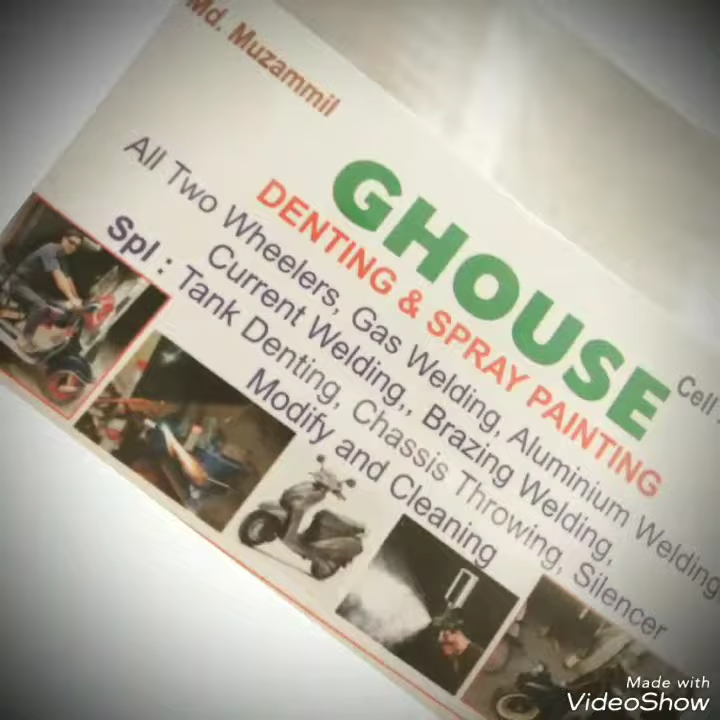 Md. Muzammil
Cell :
GHOUSE
DENTING & SPRAY PAINTING
All Two Wheelers, Gas Welding, Aluminium Welding
Current Welding,, Brazing Welding,
Spl : Tank Denting, Chassis Throwing, Silencer
Modify and Cleaning
Made with
VideoShow